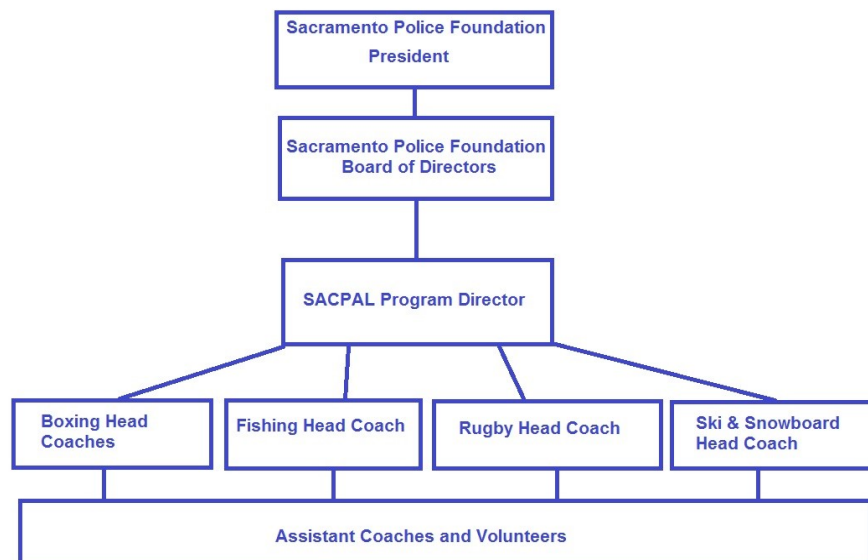 Sacramento Police Foundation
President
Sacramento Police Foundation
Board of Directors
SACPAL Program Director
Boxing Head
Coaches
Fishing Head Coach
Rugby Head Coach
Ski & Snowboard
Head Coach
Assistant Coaches and Volunteers